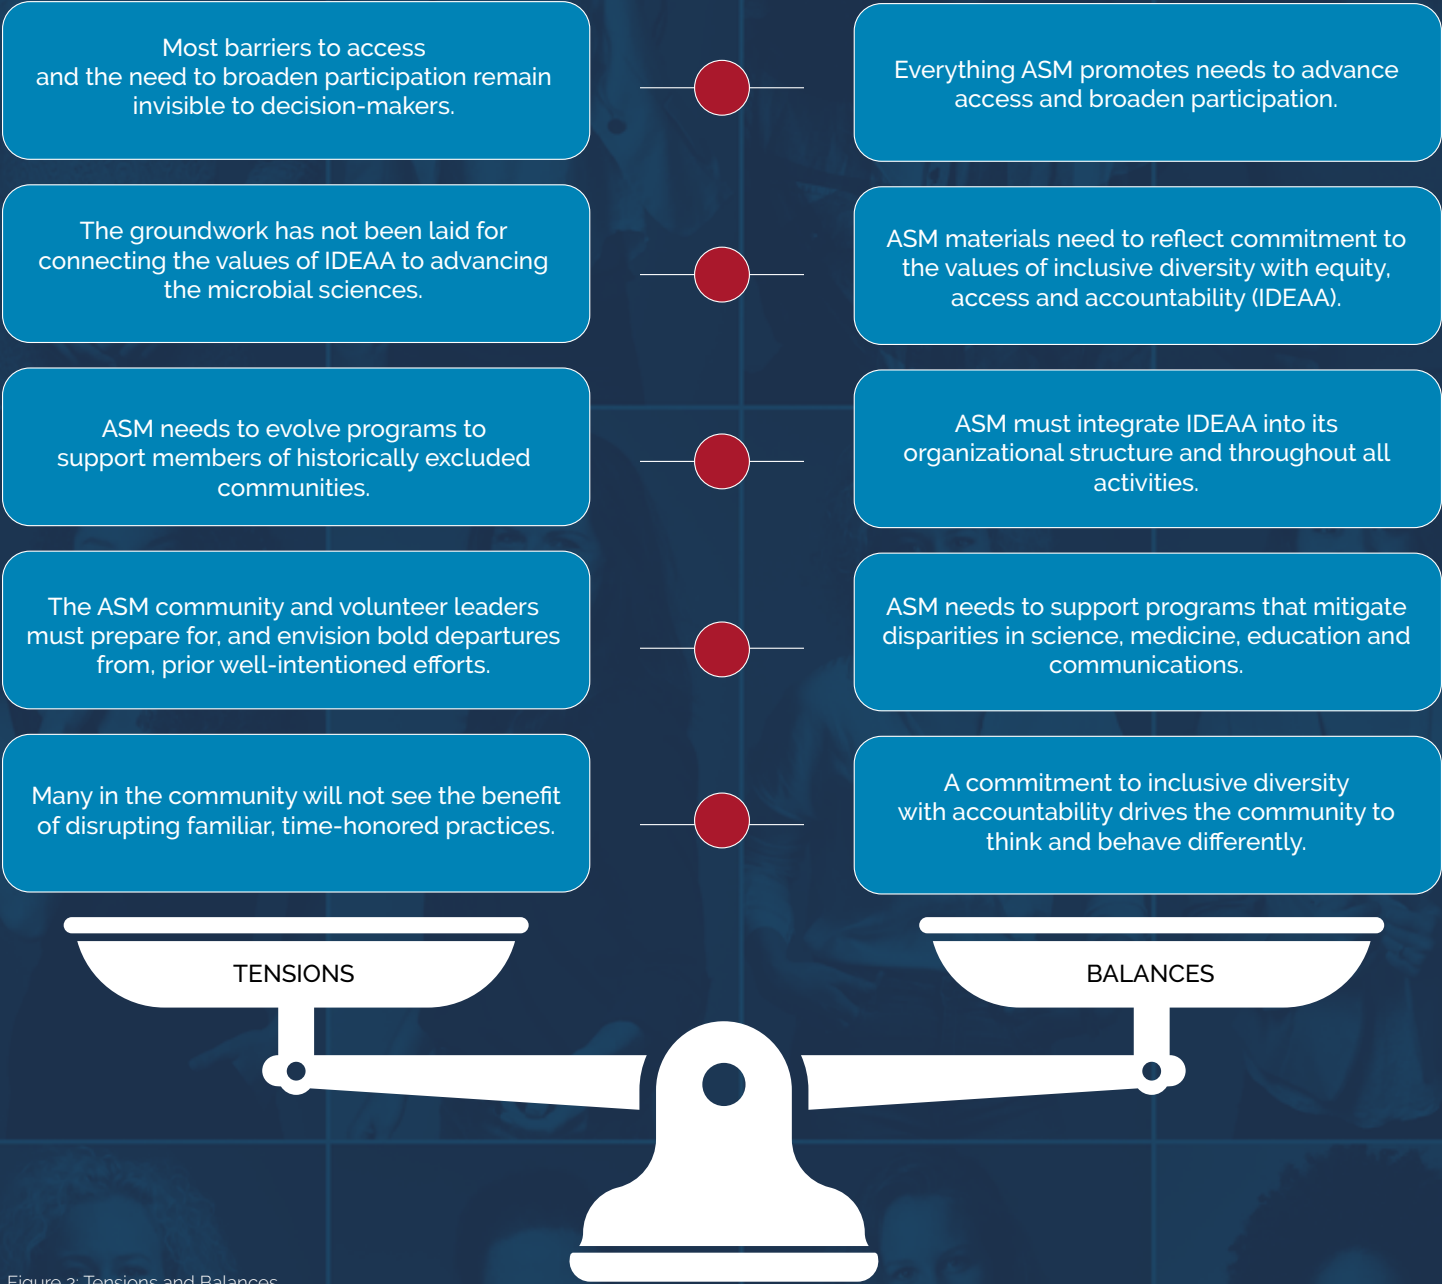 Most barriers to access
and the need to broaden participation remain
invisible to decision-makers.
Everything ASM promotes needs to advance
access and broaden participation.
The groundwork has not been laid for
connecting the values of IDEAA to advancing
the microbial sciences.
ASM materials need to reflect commitment to
the values of inclusive diversity with equity,
access and accountability (IDEAA).
ASM needs to evolve programs to
support members of historically excluded
communities.
ASM must integrate IDEAA into its
organizational structure and throughout all
activities.
The ASM community and volunteer leaders
must prepare for, and envision bold departures
from, prior well-intentioned efforts.
ASM needs to support programs that mitigate
disparities in science, medicine, education and
communications.
Many in the community will not see the benefit
of disrupting familiar, time-honored practices.
A commitment to inclusive diversity
with accountability drives the community to
think and behave differently.
TENSIONS
BALANCES
Figure 2: Tensions and Balances